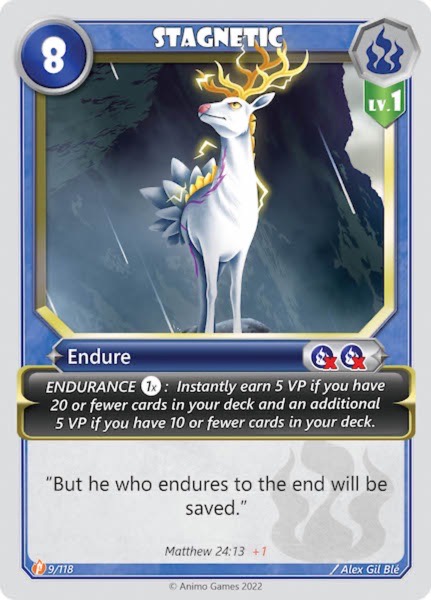 8
STAGNETIC
LV.1
Endure
ENDURANCE 1x : Instantly earn 5 VP if you have
20 or fewer cards in your deck and an additional
5 VP if you have 10 or fewer cards in your deck.
“But he who endures to the end will be
saved.”
Matthew 24:13 +1
9/118
/ Alex Gil Blé
© Animo Games 2022